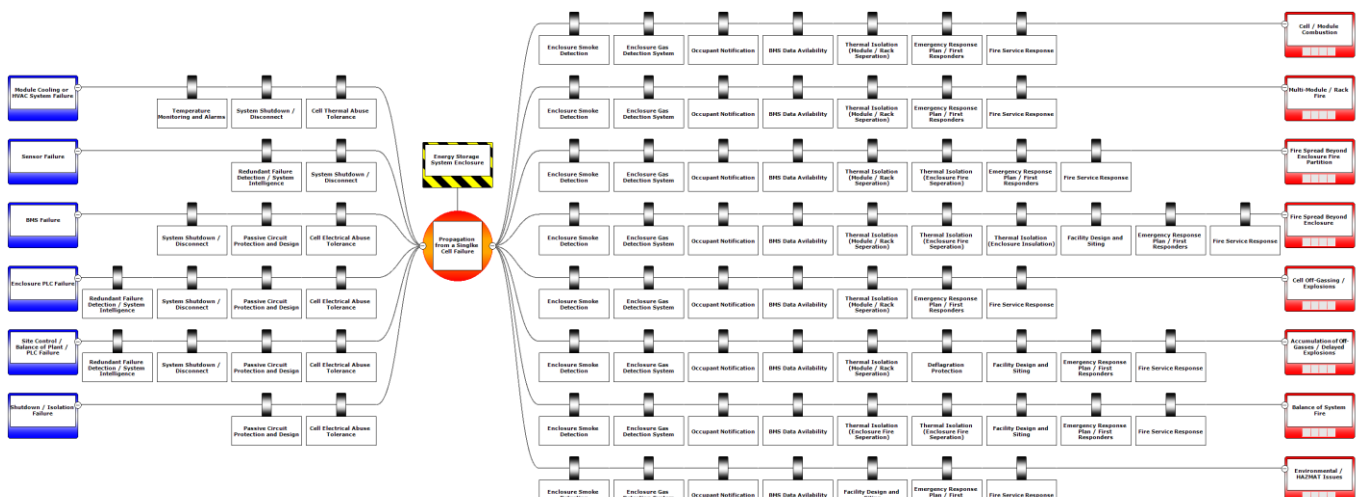 Cell / Module
Combustion
Enclosure Smoke
Detection
Enclosure Gas
Detection System
Occupant Notification
BMS Data Avilability
Thermal Isolation
(Module / Rack
Seperation)
Emergency Response
Plan / First
Responders
Fire Service Response
Module Cooling or
HVAC System Failure
Temperature
Monitoring and Alarms
System Shutdown /
Disconnect
Cell Thermal Abuse
Tolerance
Multi-Module / Rack
Fire
Enclosure Smoke
Detection
Enclosure Gas
Detection System
Occupant Notification
BMS Data Avilability
Thermal Isolation
(Module / Rack
Seperation)
Emergency Response
Plan / First
Responders
Fire Service Response
Sensor Failure
Redundant Failure
Detection / System
Intelligence
System Shutdown /
Disconnect
Energy Storage
System Enclosure
Fire Spread Beyond
Enclosure Fire
Partition
Enclosure Smoke
Detection
Enclosure Gas
Detection System
Occupant Notification
BMS Data Avilability
Thermal Isolation
(Module / Rack
Seperation)
Thermal Isolation
(Enclosure Fire
Seperation)
Emergency Response
Plan / First
Responders
Fire Service Response
BMS Failure
System Shutdown /
Disconnect
Passive Circuit
Protection and Design
Cell Electrical Abuse
Tolerance
Propagation
from a Singlke
Cell Failure
Fire Spread Beyond
Enclosure
Enclosure Smoke
Detection
Enclosure Gas
Detection System
Occupant Notification
BMS Data Avilability
Thermal Isolation
(Module / Rack
Seperation)
Thermal Isolation
(Enclosure Fire
Seperation)
Thermal Isolation
(Enclosure Insulation)
Facility Design and
Siting
Emergency Response
Plan / First
Responders
Fire Service Response
Enclosure PLC Failure
Redundant Failure
Detection / System
Intelligence
System Shutdown /
Disconnect
Passive Circuit
Protection and Design
Cell Electrical Abuse
Tolerance
Cell Off-Gassing /
Explosions
Enclosure Smoke
Detection
Enclosure Gas
Detection System
Occupant Notification
BMS Data Avilability
Thermal Isolation
(Module / Rack
Seperation)
Emergency Response
Plan / First
Responders
Fire Service Response
Site Control /
Balance of Plant /
PLC Failure
Redundant Failure
Detection / System
Intelligence
System Shutdown /
Disconnect
Passive Circuit
Protection and Design
Cell Electrical Abuse
Tolerance
Accumulation of Off-
Gasses / Delayed
Explosions
Enclosure Smoke
Detection
Enclosure Gas
Detection System
Occupant Notification
BMS Data Avilability
Thermal Isolation
(Module / Rack
Seperation)
Deflagration
Protection
Facility Design and
Siting
Emergency Response
Plan / First
Responders
Fire Service Response
Shutdown / Isolation
Failure
Passive Circuit
Protection and Design
Cell Electrical Abuse
Tolerance
Balance of System
Fire
Enclosure Smoke
Detection
Enclosure Gas
Detection System
Occupant Notification
BMS Data Avilability
Thermal Isolation
(Enclosure Fire
Seperation)
Thermal Isolation
(Enclosure Fire
Seperation)
Facility Design and
Siting
Emergency Response
Plan / First
Responders
Fire Service Response
Environmental /
HAZMAT Issues
Enclosure Smoke
Enclosure Gas
Occupant Notification
BMS Data Avilability
Facility Design and
Emergency Response
Plan / First
Fire Service Response